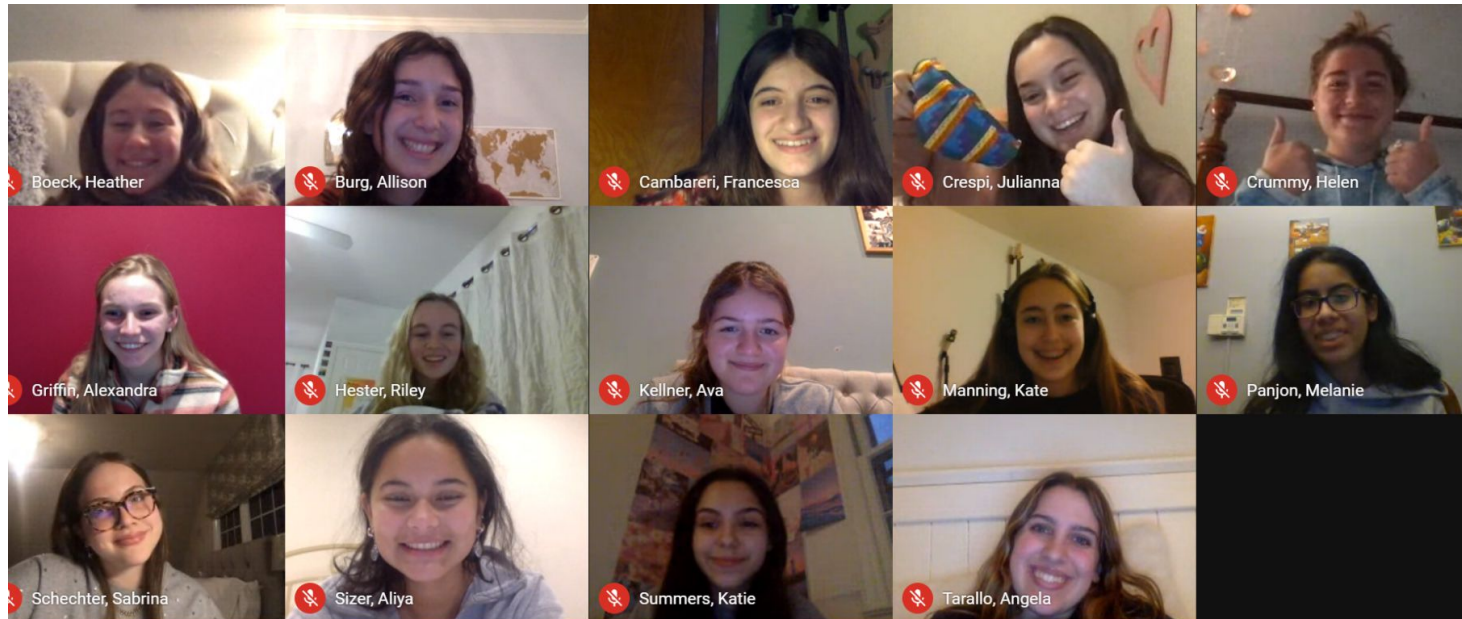 Boeck, Heather
Burg, Allison
Cambareri, Francesca
Crespi, Julianna
Crummy, Helen
Griffin, Alexandra
Hester, Riley
Kellner, Ava
Manning, Kate
Panjon, Melanie
Schechter, Sabrina
Sizer, Aliya
Summers, Katie
Tarallo, Angela